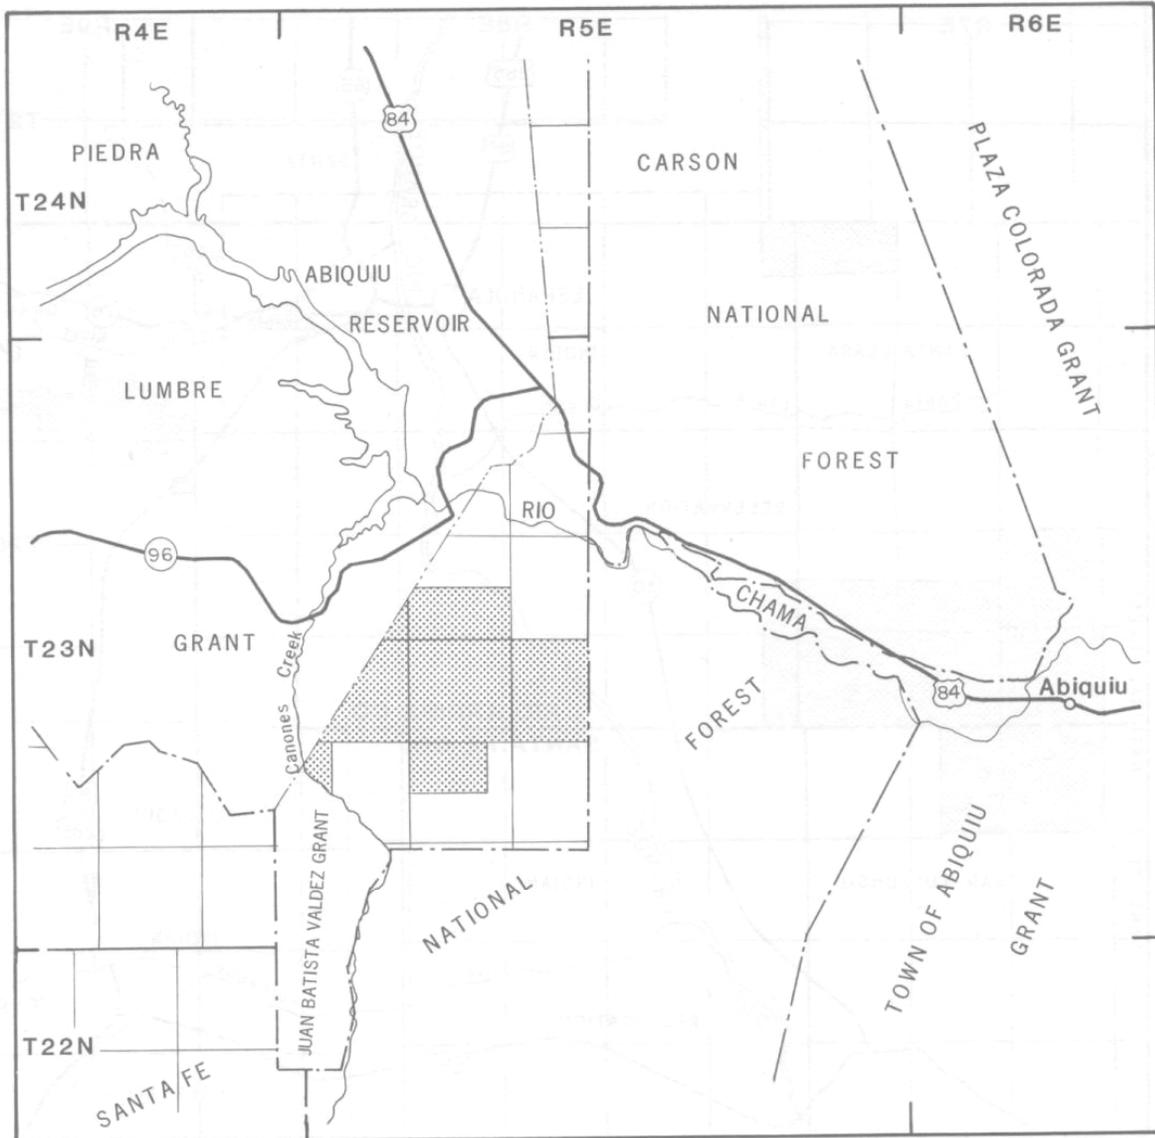 R4E
R5E
R6E
84
PIEDRA
CARSON
PLAZA COLORADA GRANT
T24N
ABIQUIU
RESERVOIR
NATIONAL
LUMBRE
FOREST
RIO
96
CHAMA
T23N
GRANT
Canones Creek
FOREST
84
Abiquiu
JUAN BATISTA VALDEZ GRANT
NATIONAL
TOWN OF ABIQUIU
GRANT
T22N
SANTA FE